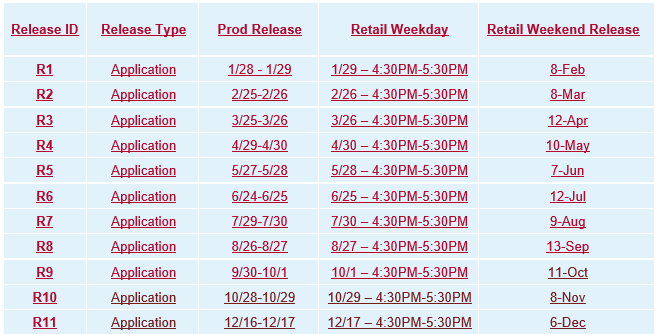 Release ID Release Type Prod Release Retail Weekday Retail Weekend Release
R1 Application 1/28 - 1/29 1/29 – 4:30PM-5:30PM 8-Feb
R2 Application 2/25-2/26 2/26 – 4:30PM-5:30PM 8-Mar
R3 Application 3/25-3/26 3/26 – 4:30PM-5:30PM 12-Apr
R4 Application 4/29-4/30 4/30 – 4:30PM-5:30PM 10-May
R5 Application 5/27-5/28 5/28 – 4:30PM-5:30PM 7-Jun
R6 Application 6/24-6/25 6/25 – 4:30PM-5:30PM 12-Jul
R7 Application 7/29-7/30 7/30 – 4:30PM-5:30PM 9-Aug
R8 Application 8/26-8/27 8/27 – 4:30PM-5:30PM 13-Sep
R9 Application 9/30-10/1 10/1 – 4:30PM-5:30PM 11-Oct
R10 Application 10/28-10/29 10/29 – 4:30PM-5:30PM 8-Nov
R11 Application 12/16-12/17 12/17 – 4:30PM-5:30PM 6-Dec